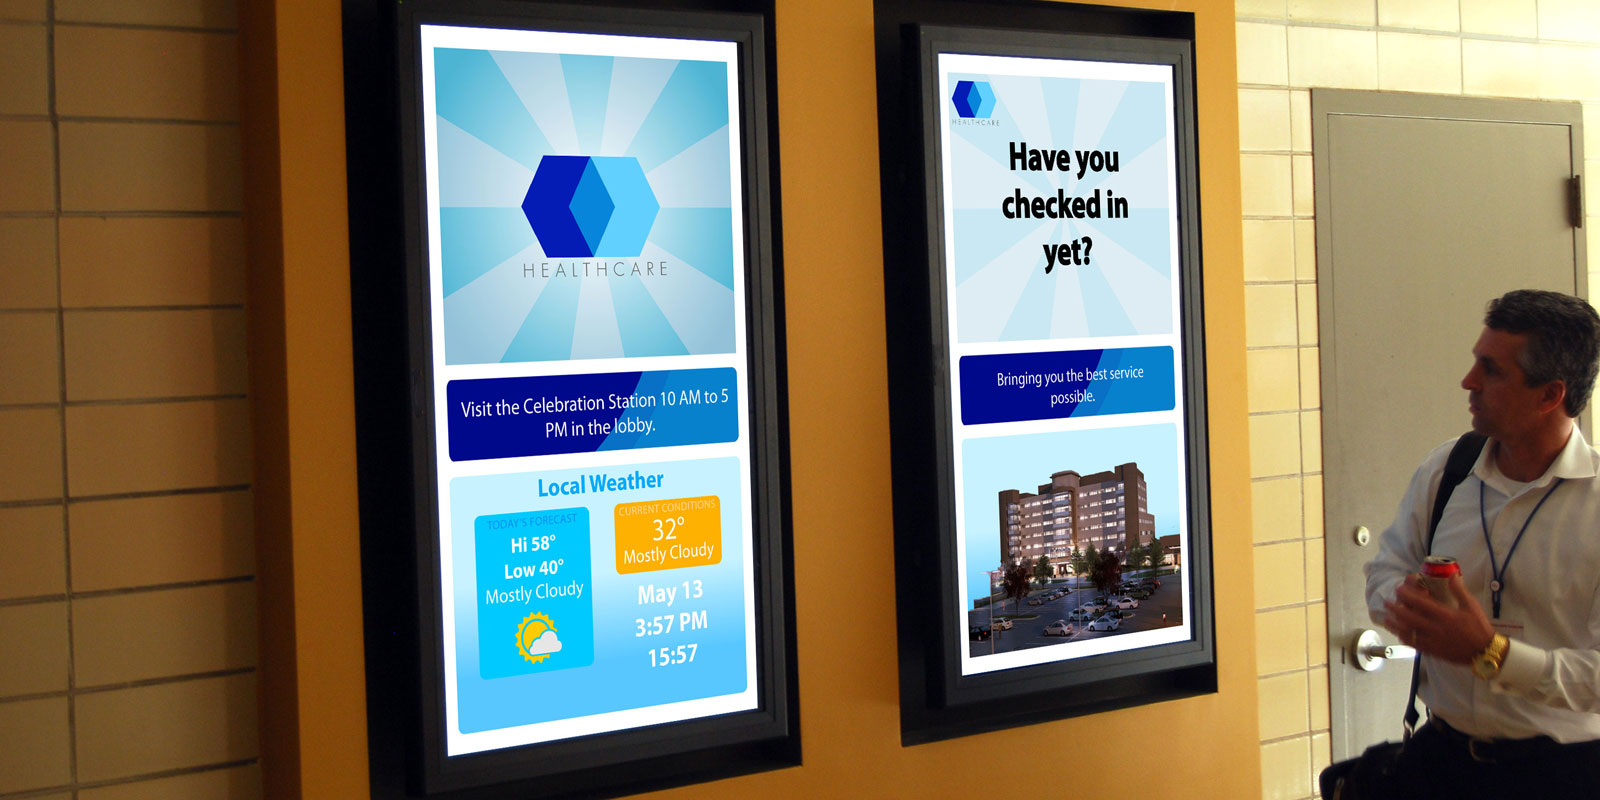 HEALTHCARE
Visit the Celebration Station 10 AM to 5
PM in the lobby.
Local Weather
TODAY'S FORECAST
Hi 58°
Low 40°
Mostly Cloudy
CURRENT CONDITIONS
32°
Mostly Cloudy
May 13
3:57 PM
15:57
HEALTHCARE
Have you
checked in
yet?
Bringing you the best service
possible.